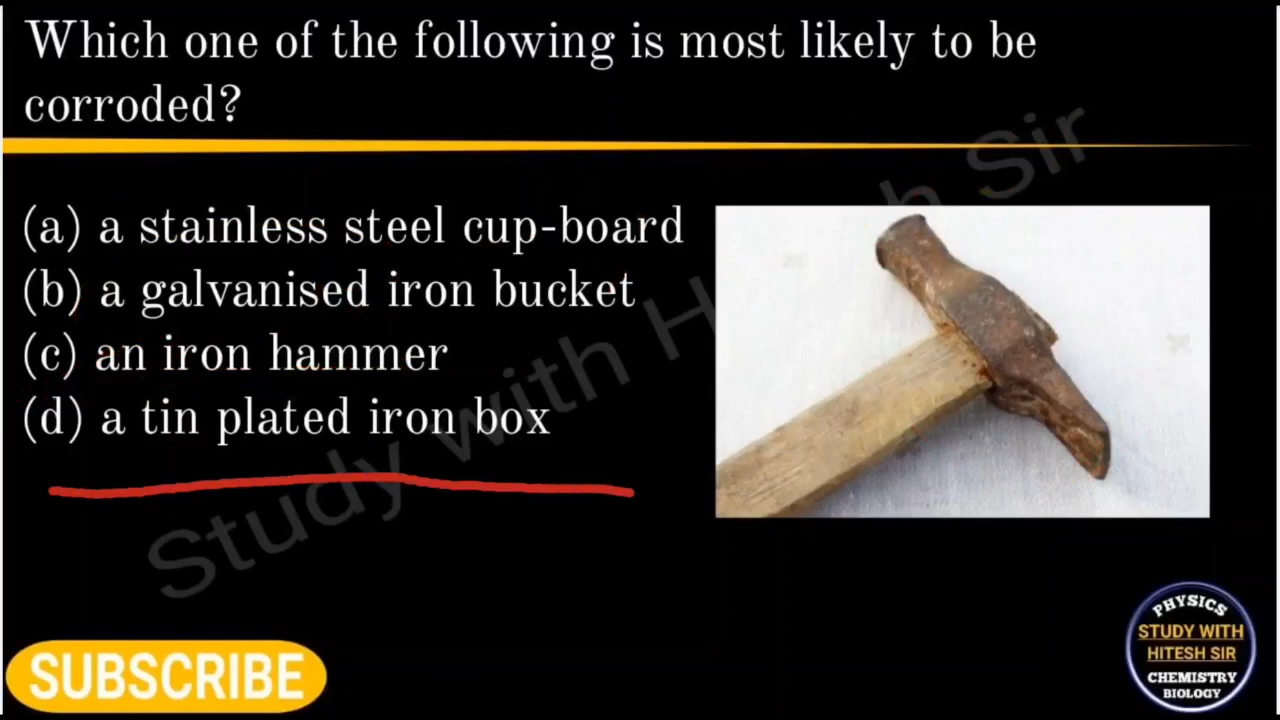 Which one of the following is most likely to be
corroded?
(a) a stainless steel cup-board
(b) a galvanised iron bucket
(c) an iron hammer
(d) a tin plated iron box
Study with Hitesh Sir
SUBSCRIBE
PHYSICS
STUDY WITH
HITESH SIR
CHEMISTRY
BIOLOGY